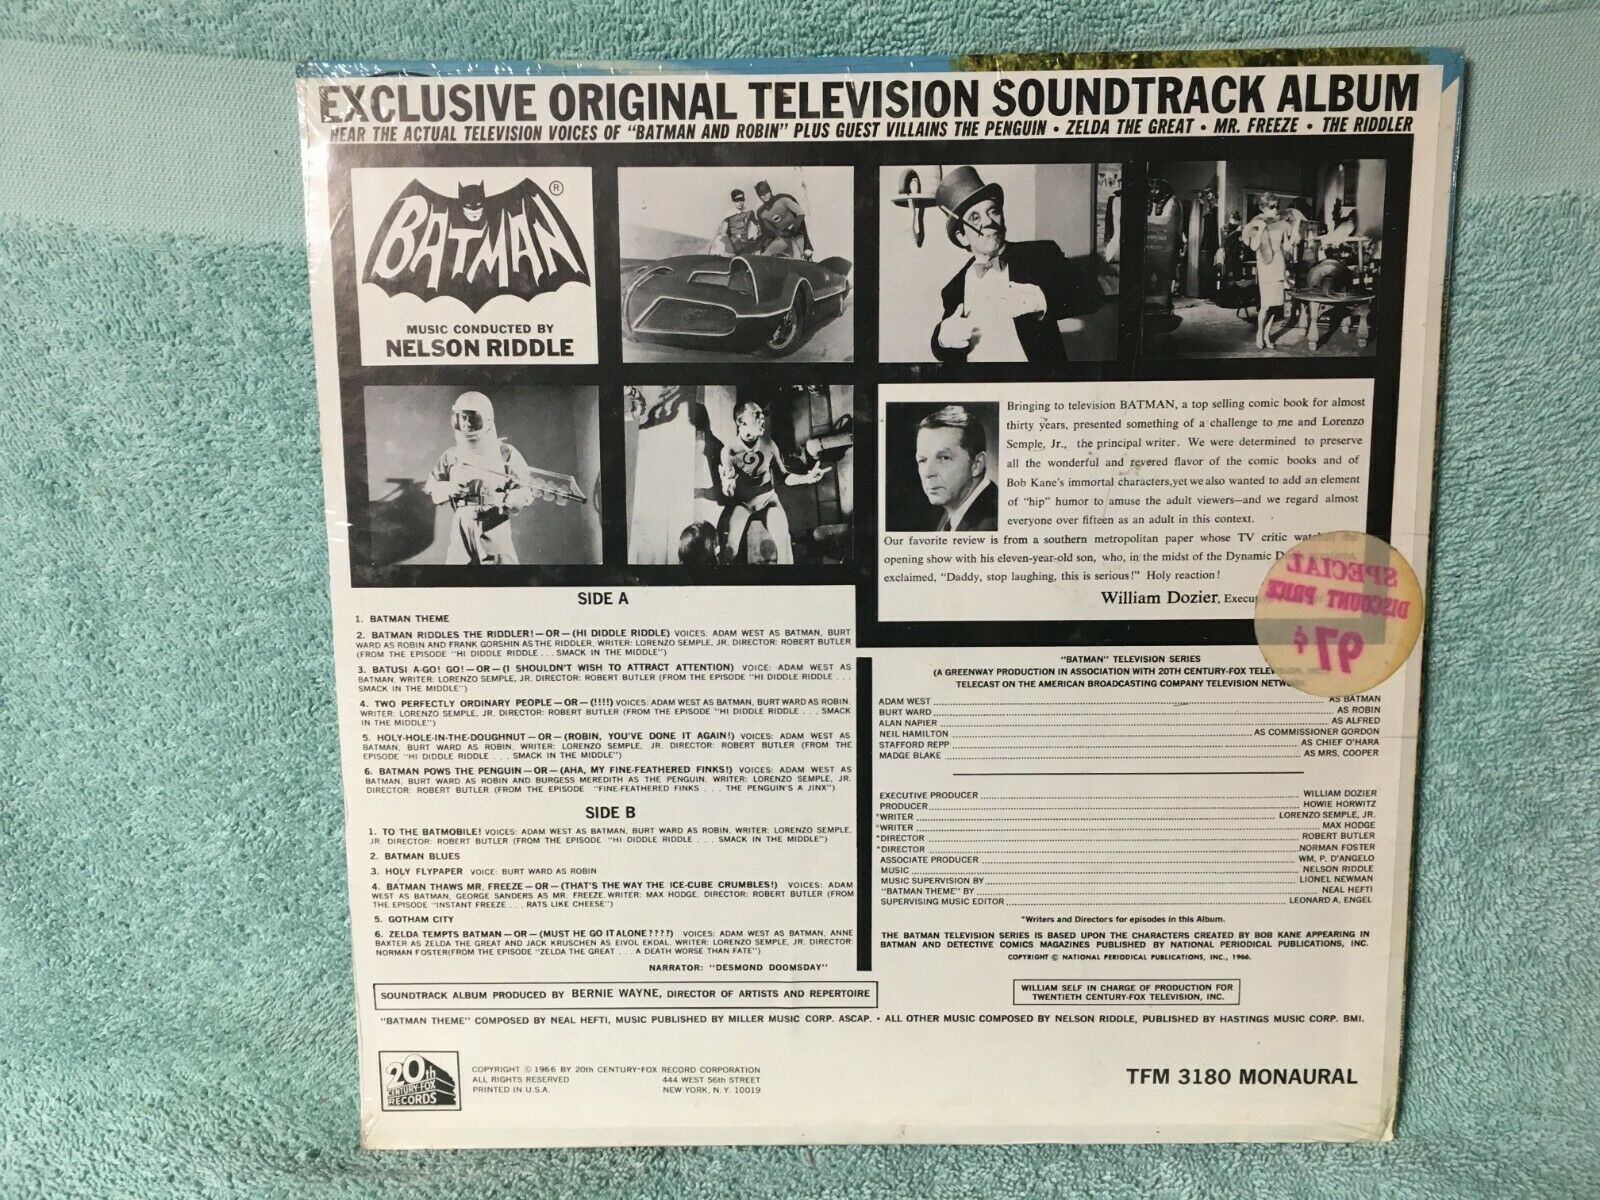 EXCLUSIVE ORIGINAL TELEVISION SOUNDTRACK ALBUM
HEAR THE ACTUAL TELEVISION VOICES OF "BATMAN AND ROBIN" PLUS GUEST VILLAINS THE PENGUIN • ZELDA THE GREAT • MR. FREEZE • THE RIDDLER
BATMAN ®
MUSIC CONDUCTED BY
NELSON RIDDLE
Bringing to television BATMAN, a top selling comic book for almost
thirty years, presented something of a challenge to me and Lorenzo
Semple, Jr., the principal writer. We were determined to preserve
all the wonderful and revered flavor of the comic books and of
Bob Kane's immortal characters,yet we also wanted to add an element
of "hip" humor to amuse the adult viewers—and we regard almost
everyone over fifteen as an adult in this context.
Our favorite review is from a southern metropolitan paper whose TV critic
opening show with his eleven-year-old son, who, in the midst of the Dynamic
exclaimed, "Daddy, stop laughing, this is serious!" Holy reaction!
William Dozier,
SPECIAL
DISCOUNT PRICE
97¢
SIDE A
1. BATMAN THEME
2. BATMAN RIDDLES THE RIDDLER!—OR—(HI DIDDLE RIDDLE) VOICES: ADAM WEST AS BATMAN, BURT
WARD AS ROBIN AND FRANK GORSHIN AS THE RIDDLER, WRITER: LORENZO SEMPLE, JR. DIRECTOR: ROBERT BUTLER
(FROM THE EPISODE "HI DIDDLE RIDDLE . . . SMACK IN THE MIDDLE")
3. BATUSI A-GO! GO!—OR—(I SHOULDN'T WISH TO ATTRACT ATTENTION) VOICE: ADAM WEST AS
BATMAN, WRITER: LORENZO SEMPLE, JR. DIRECTOR: ROBERT BUTLER (FROM THE EPISODE "HI DIDDLE RIDDLE . . .
SMACK IN THE MIDDLE")
4. TWO PERFECTLY ORDINARY PEOPLE—OR—(!!!!) VOICES: ADAM WEST AS BATMAN, BURT WARD AS ROBIN.
WRITER: LORENZO SEMPLE, JR. DIRECTOR: ROBERT BUTLER (FROM THE EPISODE "HI DIDDLE RIDDLE . . . SMACK
IN THE MIDDLE")
5. HOLY-HOLE-IN-THE-DOUGHNUT—OR—(ROBIN, YOU'VE DONE IT AGAIN!) VOICES: ADAM WEST AS
BATMAN, BURT WARD AS ROBIN. WRITER: LORENZO SEMPLE, JR. DIRECTOR: ROBERT BUTLER (FROM THE
EPISODE "HI DIDDLE RIDDLE . . . SMACK IN THE MIDDLE")
6. BATMAN POWS THE PENGUIN—OR—(AHA, MY FINE-FEATHERED FINKS!) VOICES: ADAM WEST AS
BATMAN, BURT WARD AS ROBIN AND BURGESS MEREDITH AS THE PENGUIN, WRITER: LORENZO SEMPLE, JR.
DIRECTOR: ROBERT BUTLER (FROM THE EPISODE "FINE-FEATHERED FINKS . . . THE PENGUIN'S A JINX")
SIDE B
1. TO THE BATMOBILE! VOICES: ADAM WEST AS BATMAN, BURT WARD AS ROBIN. WRITER: LORENZO SEMPLE,
JR. DIRECTOR: ROBERT BUTLER (FROM THE EPISODE "HI DIDDLE RIDDLE . . . SMACK IN THE MIDDLE")
2. BATMAN BLUES
3. HOLY FLYPAPER VOICE: BURT WARD AS ROBIN
4. BATMAN THAWS MR. FREEZE—OR—(THAT'S THE WAY THE ICE-CUBE CRUMBLES!) VOICES: ADAM
WEST AS BATMAN, GEORGE SANDERS AS MR. FREEZE WRITER: MAX HODGE. DIRECTOR: ROBERT BUTLER (FROM
THE EPISODE "INSTANT FREEZE . . . RATS LIKE CHEESE")
5. GOTHAM CITY
6. ZELDA TEMPTS BATMAN—OR—(MUST HE GO IT ALONE????) VOICES: ADAM WEST AS BATMAN, ANNE
BAXTER AS ZELDA THE GREAT AND JACK KRUSCHEN AS EIVOL EKDAL. WRITER: LORENZO SEMPLE, JR. DIRECTOR:
NORMAN FOSTER(FROM THE EPISODE "ZELDA THE GREAT . . . A DEATH WORSE THAN FATE")
NARRATOR: "DESMOND DOOMSDAY"
SOUNDTRACK ALBUM PRODUCED BY BERNIE WAYNE, DIRECTOR OF ARTISTS AND REPERTOIRE
"BATMAN" TELEVISION SERIES
(A GREENWAY PRODUCTION IN ASSOCIATION WITH 20TH CENTURY-FOX TELEVISION, INC.
TELECAST ON THE AMERICAN BROADCASTING COMPANY TELEVISION NETWORK
ADAM WEST AS BATMAN
BURT WARD AS ROBIN
ALAN NAPIER AS ALFRED
NEIL HAMILTON AS COMMISSIONER GORDON
STAFFORD REPP AS CHIEF O'HARA
MADGE BLAKE AS MRS. COOPER
EXECUTIVE PRODUCER WILLIAM DOZIER
PRODUCER HOWIE HORWITZ
*WRITER LORENZO SEMPLE, JR.
*WRITER MAX HODGE
*DIRECTOR ROBERT BUTLER
*DIRECTOR NORMAN FOSTER
ASSOCIATE PRODUCER WM. P. D'ANGELO
MUSIC NELSON RIDDLE
MUSIC SUPERVISION BY LIONEL NEWMAN
"BATMAN THEME" BY NEAL HEFTI
SUPERVISING MUSIC EDITOR LEONARD A. ENGEL
*Writers and Directors for episodes in this Album.
THE BATMAN TELEVISION SERIES IS BASED UPON THE CHARACTERS CREATED BY BOB KANE APPEARING IN
BATMAN AND DETECTIVE COMICS MAGAZINES PUBLISHED BY NATIONAL PERIODICAL PUBLICATIONS, INC.
COPYRIGHT © NATIONAL PERIODICAL PUBLICATIONS, INC., 1966.
WILLIAM SELF IN CHARGE OF PRODUCTION FOR
TWENTIETH CENTURY-FOX TELEVISION, INC.
"BATMAN THEME" COMPOSED BY NEAL HEFTI, MUSIC PUBLISHED BY MILLER MUSIC CORP. ASCAP. • ALL OTHER MUSIC COMPOSED BY NELSON RIDDLE, PUBLISHED BY HASTINGS MUSIC CORP. BMI.
20th
CENTURY-FOX
RECORDS
COPYRIGHT © 1966 BY 20th CENTURY-FOX RECORD CORPORATION
ALL RIGHTS RESERVED 444 WEST 56th STREET
PRINTED IN U.S.A. NEW YORK, N.Y. 10019
TFM 3180 MONAURAL